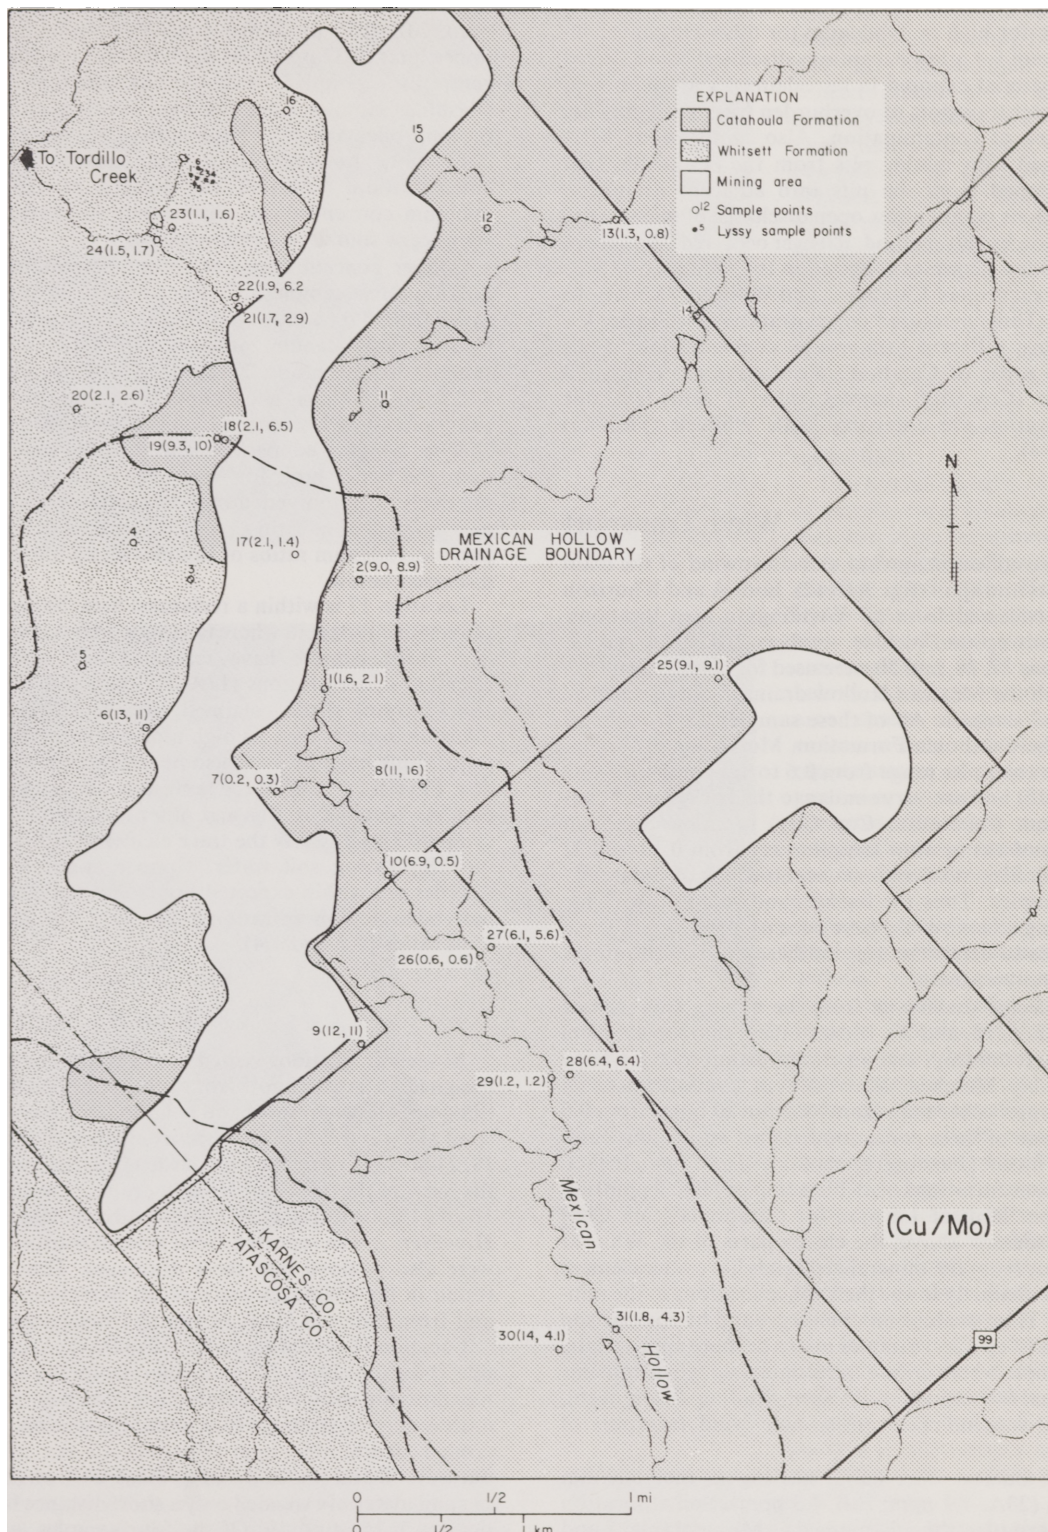 EXPLANATION
Catahoula Formation
Whitsett Formation
Mining area
12 Sample points
5 Lyssy sample points
16
15
To Tordillo
Creek
6
5
23(1.1, 1.6)
12
13(1.3, 0.8)
24(1.5, 1.7)
22(1.9, 6.2
21(1.7, 2.9)
14
20(2.1, 2.6)
11
18(2.1, 6.5)
19(9.3, 10)
N
4
17(2.1, 1.4)
MEXICAN HOLLOW
DRAINAGE BOUNDARY
3
2(9.0, 8.9)
5
25(9.1, 9.1)
1(1.6, 2.1)
6(13, 11)
7(0.2, 0.3)
8(11, 16)
10(6.9, 0.5)
27(6.1, 5.6)
26(0.6, 0.6)
9(12, 11)
28(6.4, 6.4)
29(1.2, 1.2)
Mexican
Hollow
(Cu/Mo)
KARNES CO
ATASCOSA CO
31(1.8, 4.3)
30(14, 4.1)
99
0 1/2 1 mi
0 1/2 1 km